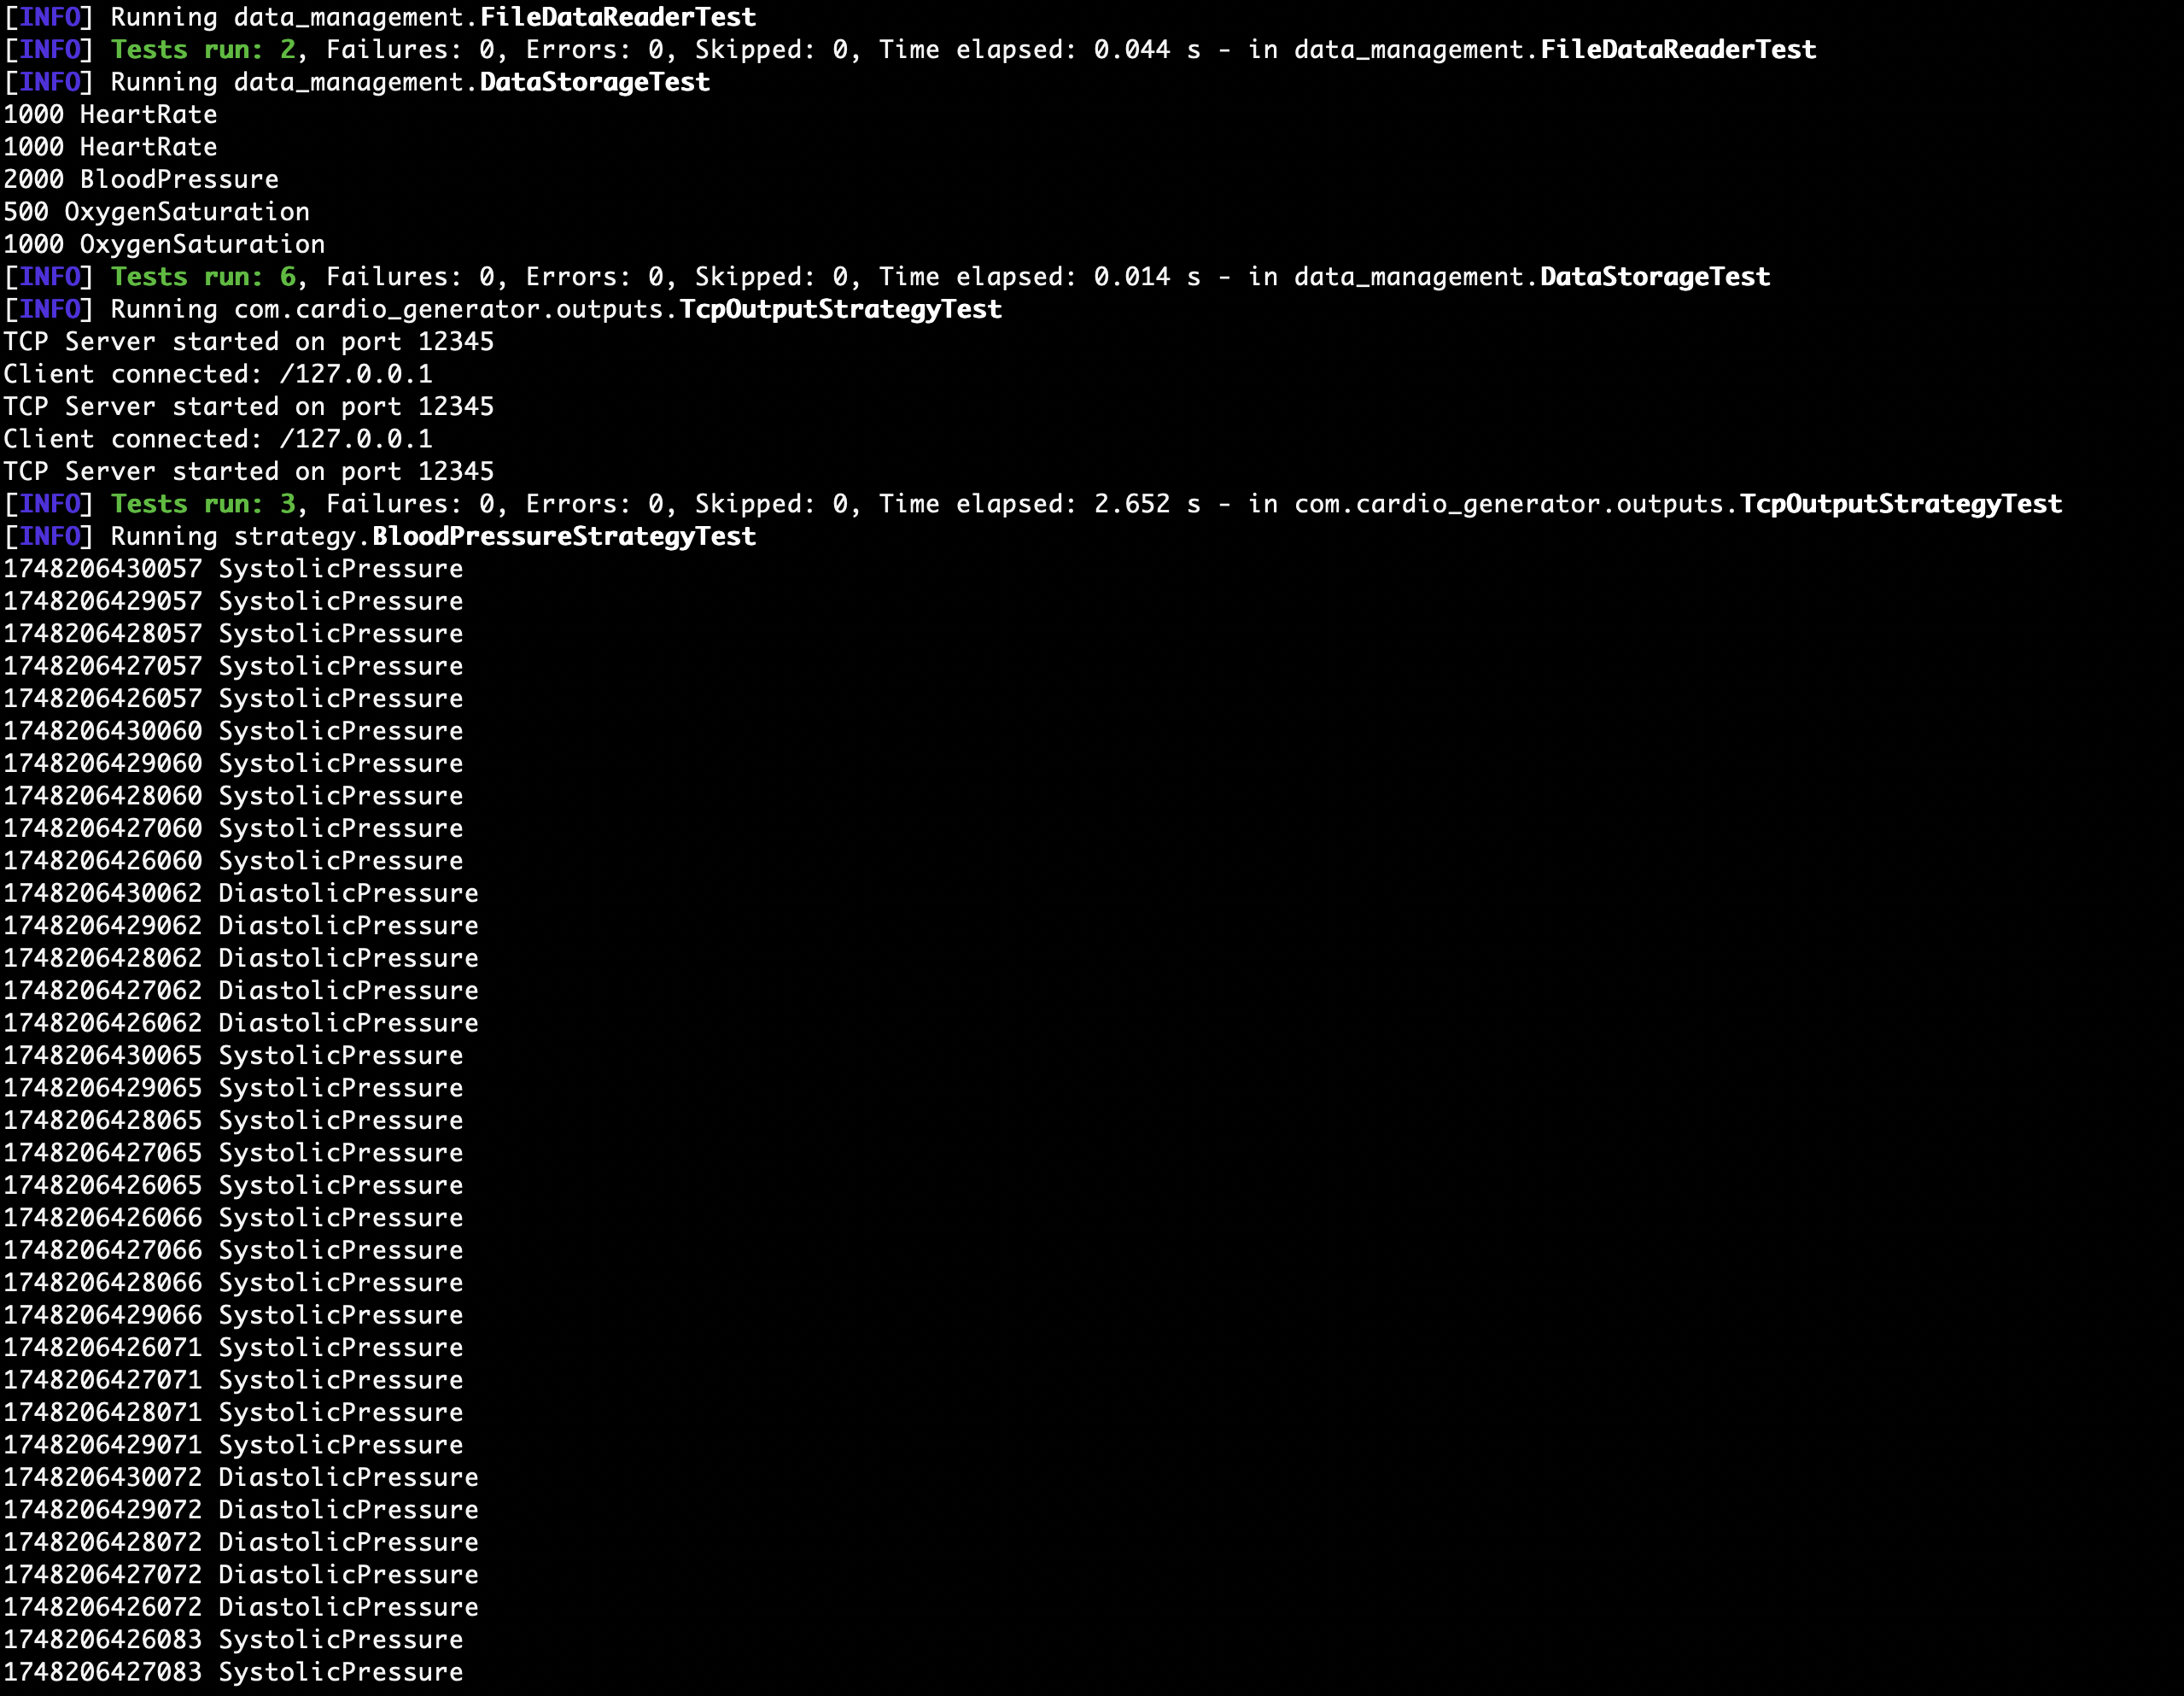 [INFO] Running data_management.FileDataReaderTest
[INFO] Tests run: 2, Failures: 0, Errors: 0, Skipped: 0, Time elapsed: 0.044 s - in data_management.FileDataReaderTest
[INFO] Running data_management.DataStorageTest
1000 HeartRate
1000 HeartRate
2000 BloodPressure
500 OxygenSaturation
1000 OxygenSaturation
[INFO] Tests run: 6, Failures: 0, Errors: 0, Skipped: 0, Time elapsed: 0.014 s - in data_management.DataStorageTest
[INFO] Running com.cardio_generator.outputs.TcpOutputStrategyTest
TCP Server started on port 12345
Client connected: /127.0.0.1
TCP Server started on port 12345
Client connected: /127.0.0.1
TCP Server started on port 12345
[INFO] Tests run: 3, Failures: 0, Errors: 0, Skipped: 0, Time elapsed: 2.652 s - in com.cardio_generator.outputs.TcpOutputStrategyTest
[INFO] Running strategy.BloodPressureStrategyTest
1748206430057 SystolicPressure
1748206429057 SystolicPressure
1748206428057 SystolicPressure
1748206427057 SystolicPressure
1748206426057 SystolicPressure
1748206430060 SystolicPressure
1748206429060 SystolicPressure
1748206428060 SystolicPressure
1748206427060 SystolicPressure
1748206426060 SystolicPressure
1748206430062 DiastolicPressure
1748206429062 DiastolicPressure
1748206428062 DiastolicPressure
1748206427062 DiastolicPressure
1748206426062 DiastolicPressure
1748206430065 SystolicPressure
1748206429065 SystolicPressure
1748206428065 SystolicPressure
1748206427065 SystolicPressure
1748206426065 SystolicPressure
1748206426066 SystolicPressure
1748206427066 SystolicPressure
1748206428066 SystolicPressure
1748206429066 SystolicPressure
1748206426071 SystolicPressure
1748206427071 SystolicPressure
1748206428071 SystolicPressure
1748206429071 SystolicPressure
1748206430072 DiastolicPressure
1748206429072 DiastolicPressure
1748206428072 DiastolicPressure
1748206427072 DiastolicPressure
1748206426072 DiastolicPressure
1748206426083 SystolicPressure
1748206427083 SystolicPressure